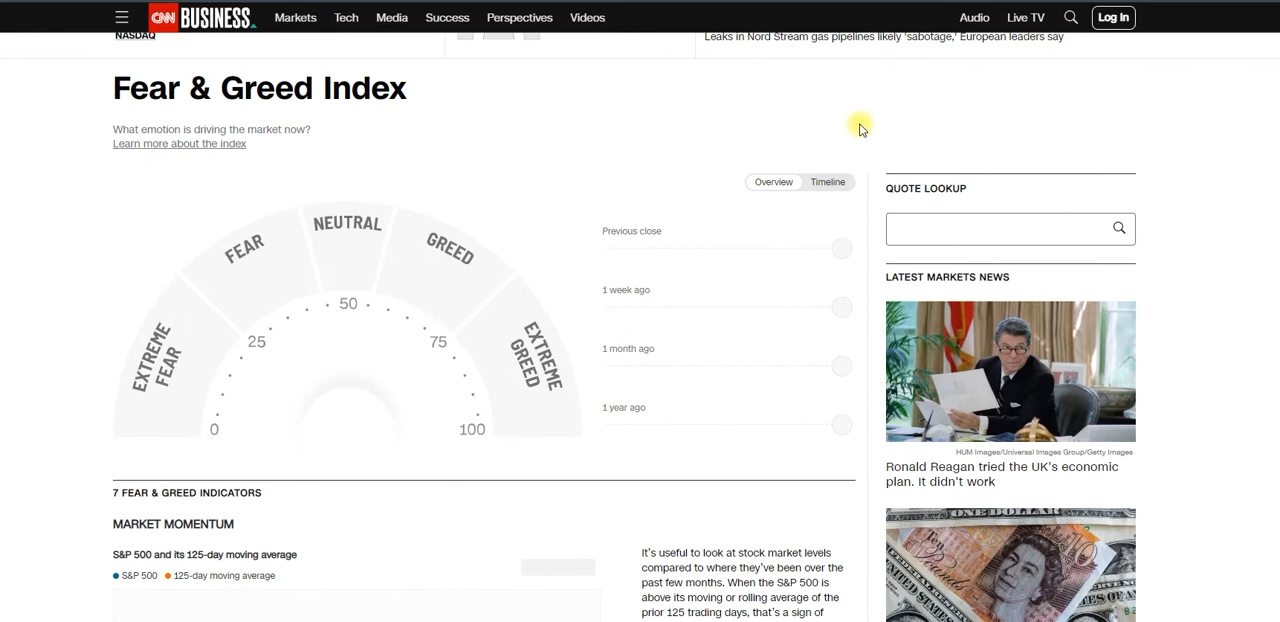 CNN BUSINESS Markets Tech Media Success Perspectives Videos Audio Live TV Log In
NASDAQ
Leaks in Nord Stream gas pipelines likely 'sabotage,' European leaders say
Fear & Greed Index
What emotion is driving the market now?
Learn more about the index
Overview Timeline
EXTREME FEAR
FEAR
NEUTRAL
GREED
EXTREME GREED
0
25
50
75
100
Previous close
1 week ago
1 month ago
1 year ago
QUOTE LOOKUP
LATEST MARKETS NEWS
HUM Images/Universal Images Group/Getty Images
Ronald Reagan tried the UK's economic
plan. It didn't work
7 FEAR & GREED INDICATORS
MARKET MOMENTUM
S&P 500 and its 125-day moving average
S&P 500 125-day moving average
It's useful to look at stock market levels
compared to where they've been over the
past few months. When the S&P 500 is
above its moving or rolling average of the
prior 125 trading days, that's a sign of